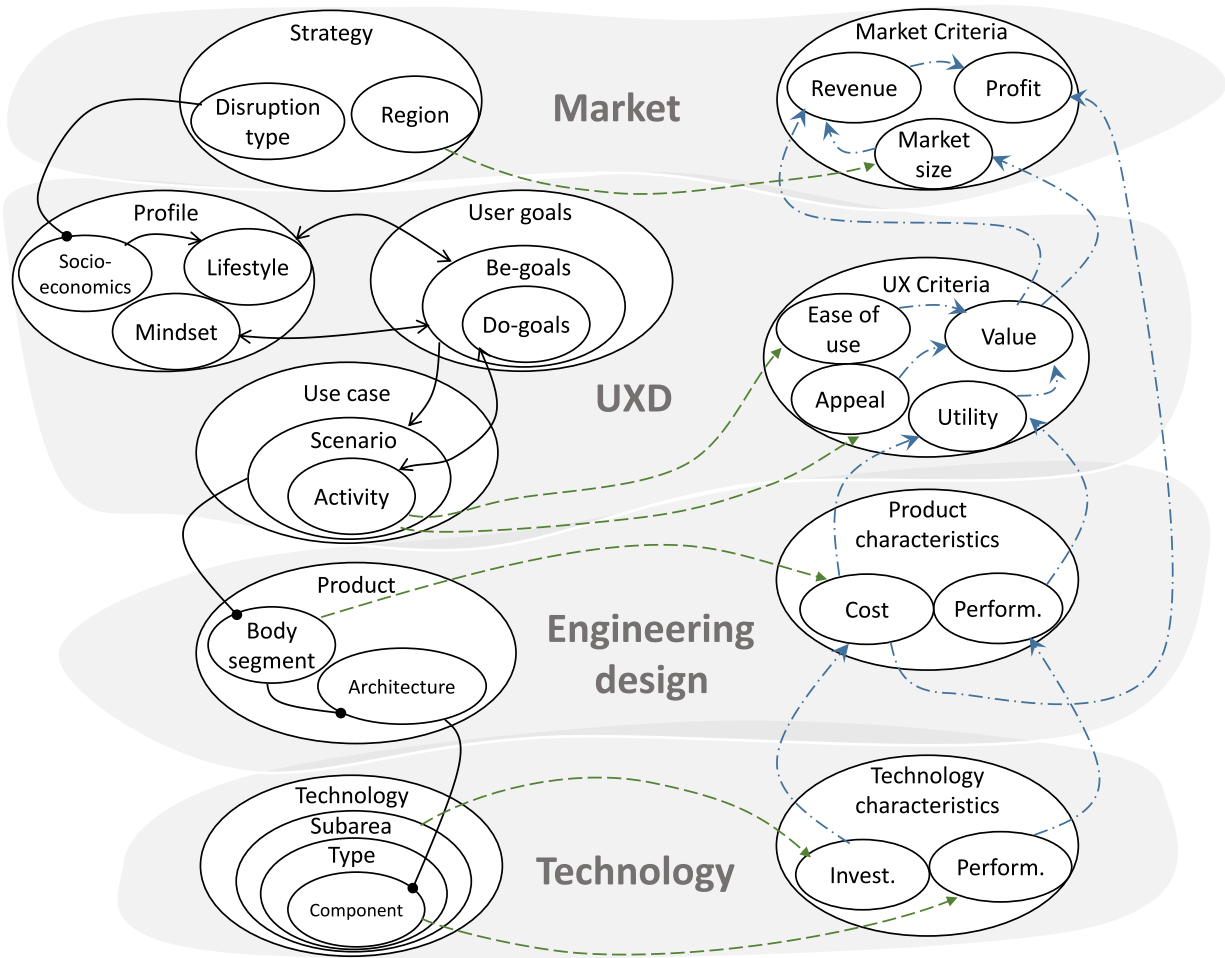 Strategy
Disruption
type
Region
Market
Market Criteria
Revenue
Profit
Market
size
Profile
Socio-
economics
Lifestyle
Mindset
User goals
Be-goals
Do-goals
Use case
Scenario
Activity
UXD
UX Criteria
Ease of
use
Value
Appeal
Utility
Product
Body
segment
Architecture
Engineering
design
Product
characteristics
Cost
Perform.
Technology
Subarea
Type
Component
Technology
Technology
characteristics
Invest.
Perform.